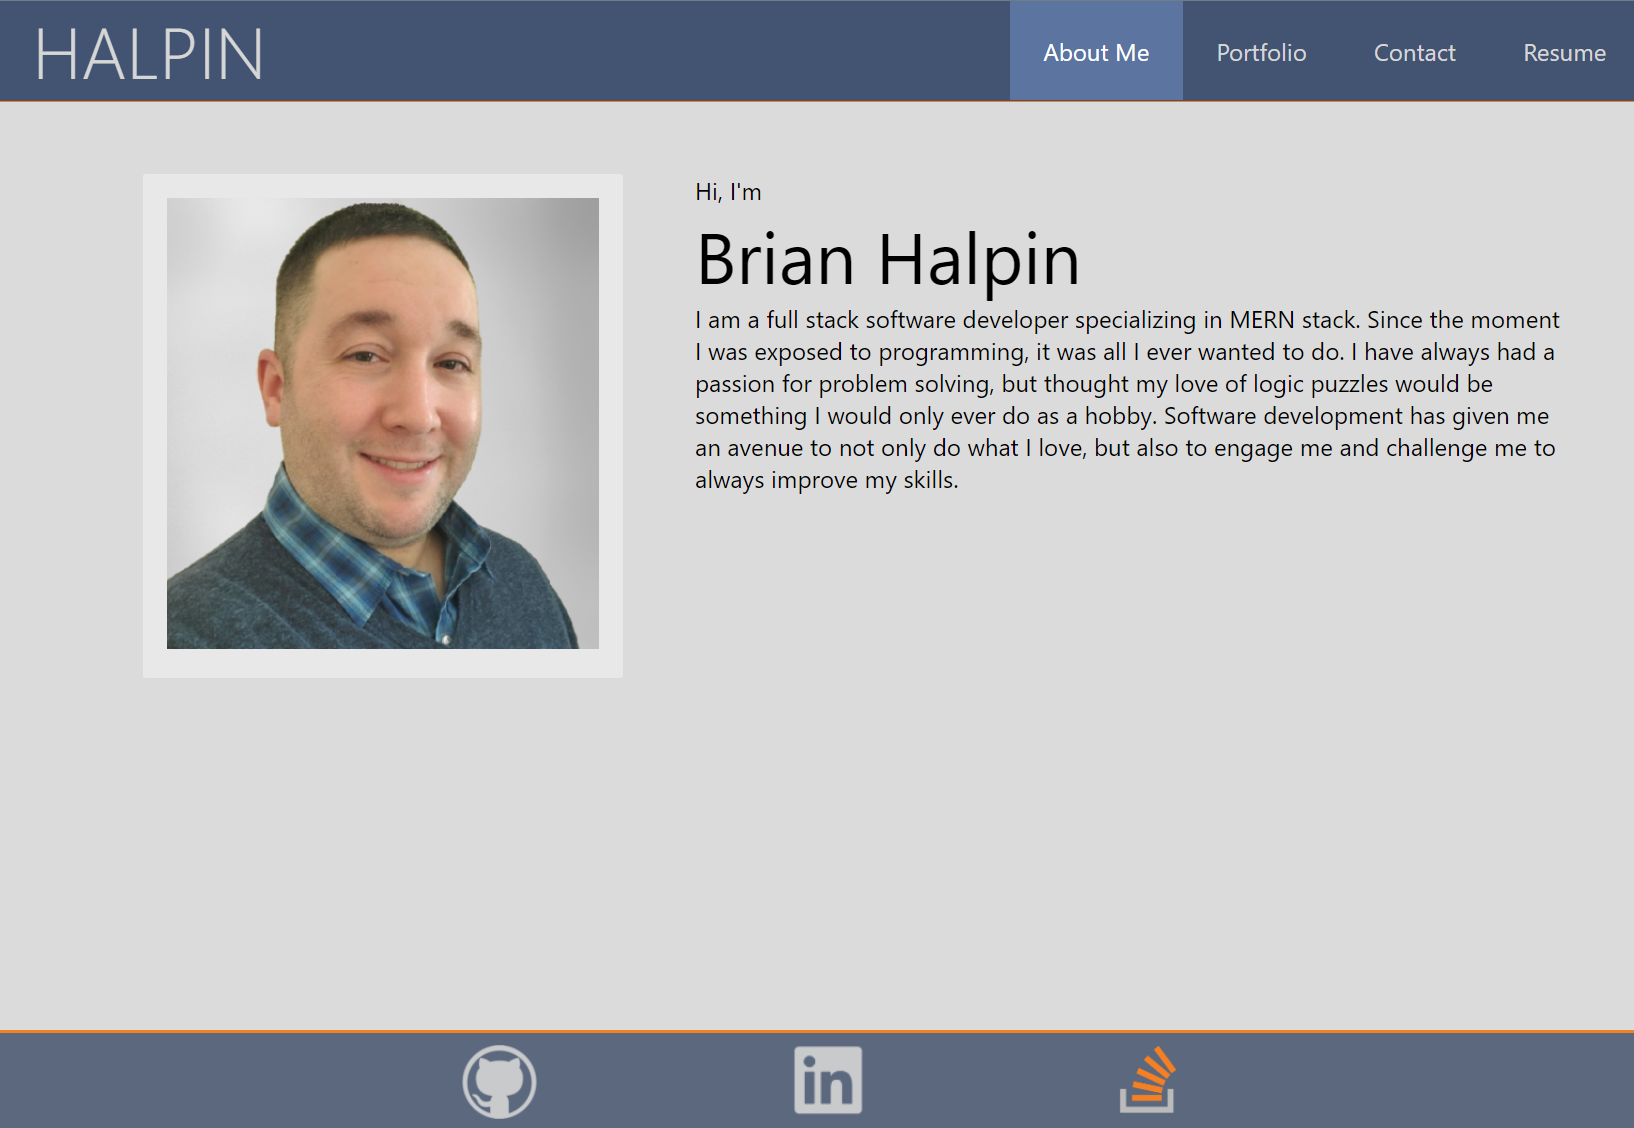 HALPIN
About Me
Portfolio
Contact
Resume
Hi, I'm
Brian Halpin
I am a full stack software developer specializing in MERN stack. Since the moment
I was exposed to programming, it was all I ever wanted to do. I have always had a
passion for problem solving, but thought my love of logic puzzles would be
something I would only ever do as a hobby. Software development has given me
an avenue to not only do what I love, but also to engage me and challenge me to
always improve my skills.
in